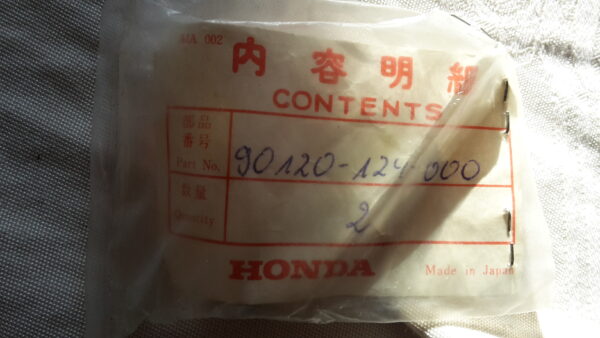 MA 002
内容明細
CONTENTS
部品
番号
Part No.
90120-124-000
数量
Quantity
2
HONDA
Made in Japan